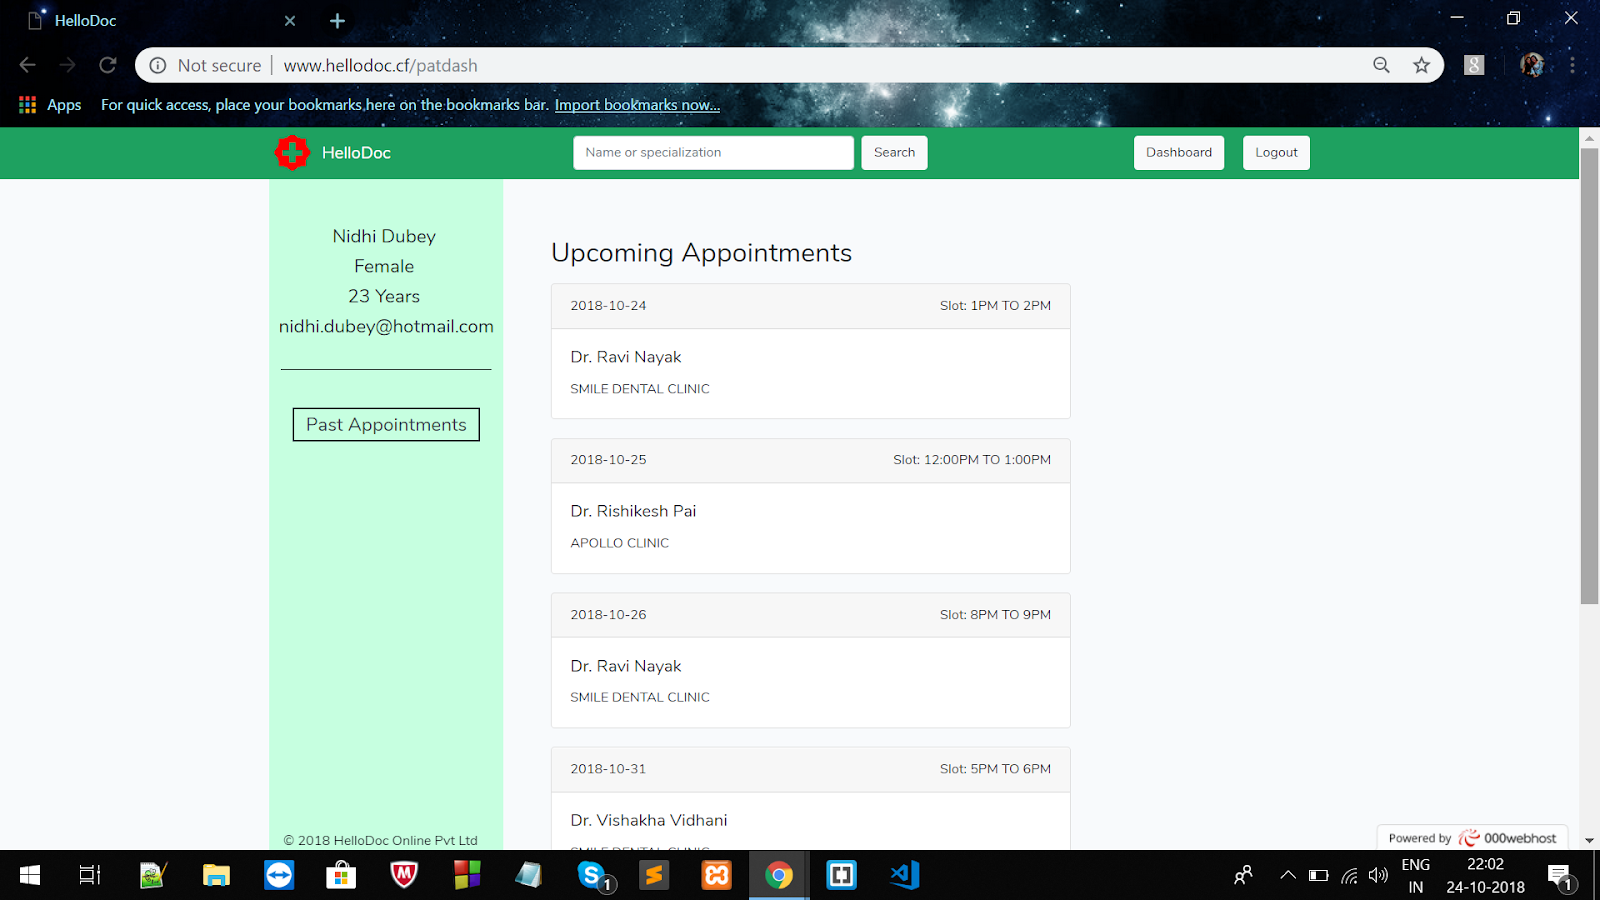 HelloDoc
Not secure | www.hellodoc.cf/patdash
Apps For quick access, place your bookmarks here on the bookmarks bar. Import bookmarks now...
HelloDoc Name or specialization Search Dashboard Logout
Nidhi Dubey
Female
23 Years
nidhi.dubey@hotmail.com
Past Appointments
© 2018 HelloDoc Online Pvt Ltd
Upcoming Appointments
2018-10-24 Slot: 1PM TO 2PM
Dr. Ravi Nayak
SMILE DENTAL CLINIC
2018-10-25 Slot: 12:00PM TO 1:00PM
Dr. Rishikesh Pai
APOLLO CLINIC
2018-10-26 Slot: 8PM TO 9PM
Dr. Ravi Nayak
SMILE DENTAL CLINIC
2018-10-31 Slot: 5PM TO 6PM
Dr. Vishakha Vidhani
SMILE DENTAL CLINIC
Powered by 000webhost
1
ENG
IN
22:02
24-10-2018
1